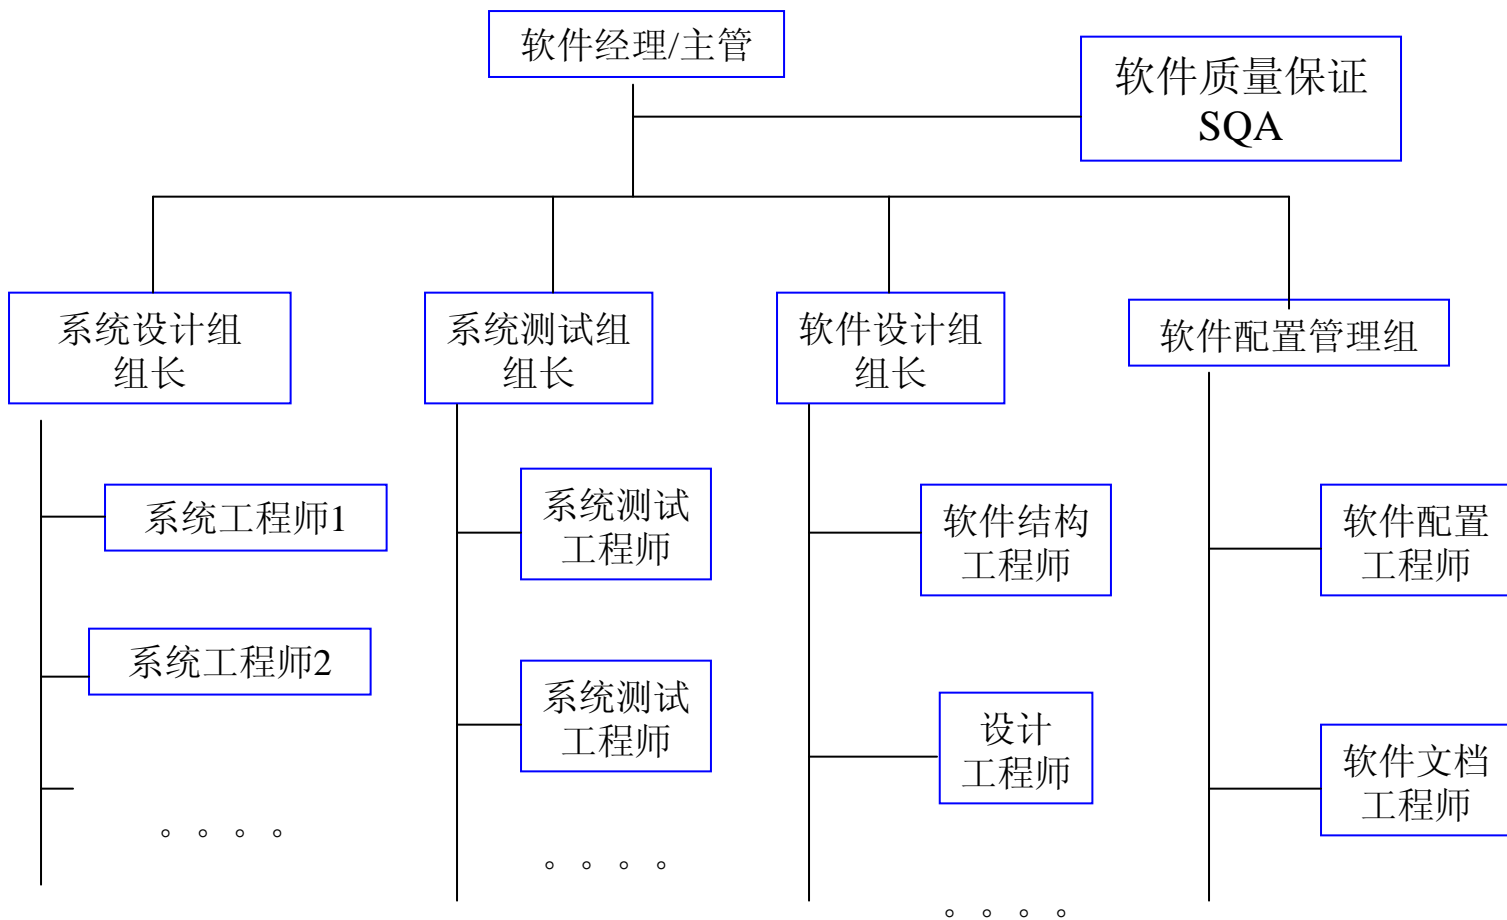 软件经理/主管
软件质量保证
SQA
系统设计组
组长
系统测试组
组长
软件设计组
组长
软件配置管理组
系统工程师1
系统测试
工程师
软件结构
工程师
软件配置
工程师
系统工程师2
系统测试
工程师
设计
工程师
软件文档
工程师
。。。。
。。。。
。。。。